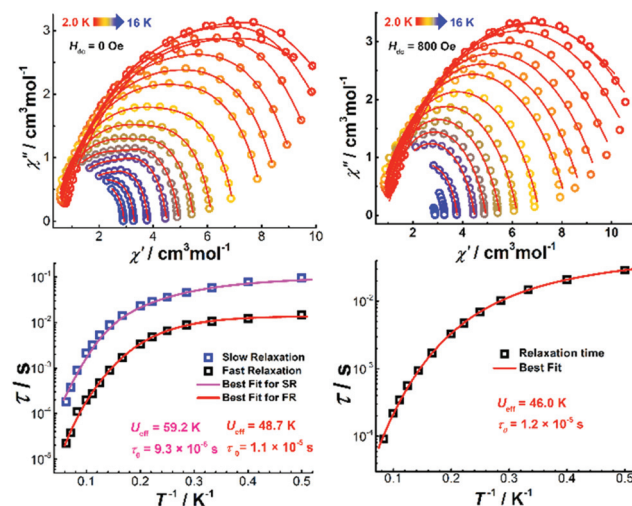 2.0 K 16 K
H_dc = 0 Oe
χ″ / cm³mol⁻¹
3
2
1
0
2 4 6 8 10
χ′ / cm³mol⁻¹
2.0 K 16 K
H_dc = 800 Oe
χ″ / cm³mol⁻¹
3
2
1
0
2 4 6 8 10
χ′ / cm³mol⁻¹
τ / s
10⁻¹
10⁻²
10⁻³
10⁻⁴
10⁻⁵
Slow Relaxation
Fast Relaxation
Best Fit for SR
Best Fit for FR
U_eff = 59.2 K U_eff = 48.7 K
τ₀ = 9.3 × 10⁻⁵ s τ₀ = 1.1 × 10⁻⁵ s
0.1 0.2 0.3 0.4 0.5
T⁻¹ / K⁻¹
τ / s
10⁻²
10⁻³
10⁻⁴
Relaxation time
Best Fit
U_eff = 46.0 K
τ₀ = 1.2 × 10⁻⁵ s
0.1 0.2 0.3 0.4 0.5
T⁻¹ / K⁻¹